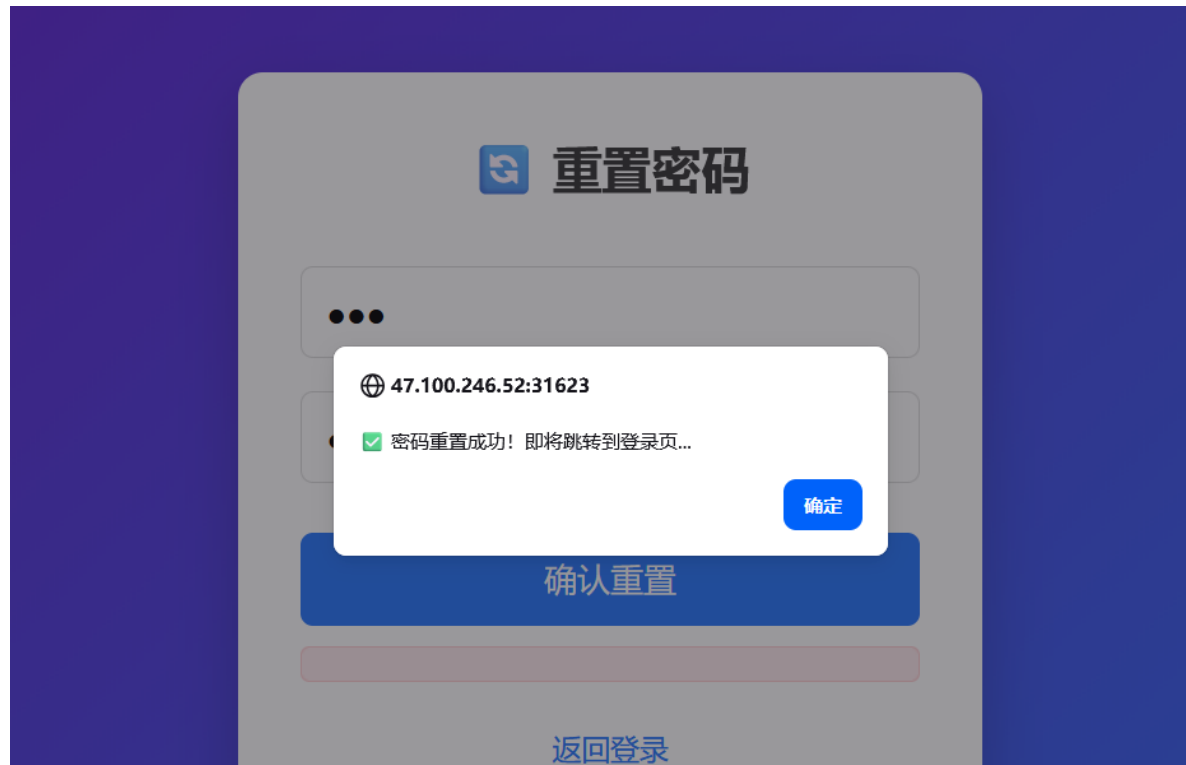 重置密码
●●●
47.100.246.52:31623
✅ 密码重置成功！即将跳转到登录页...
确定
确认重置
返回登录